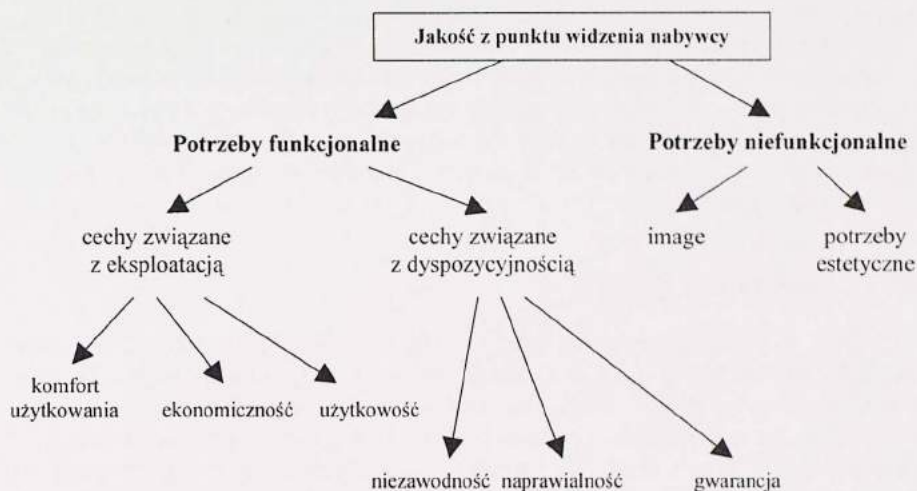 Jakość z punktu widzenia nabywcy
Potrzeby funkcjonalne
Potrzeby niefunkcjonalne
cechy związane
z eksploatacją
cechy związane
z dyspozycyjnością
image
potrzeby
estetyczne
komfort
użytkowania
ekonomiczność
użytkowość
niezawodność
naprawialność
gwarancja